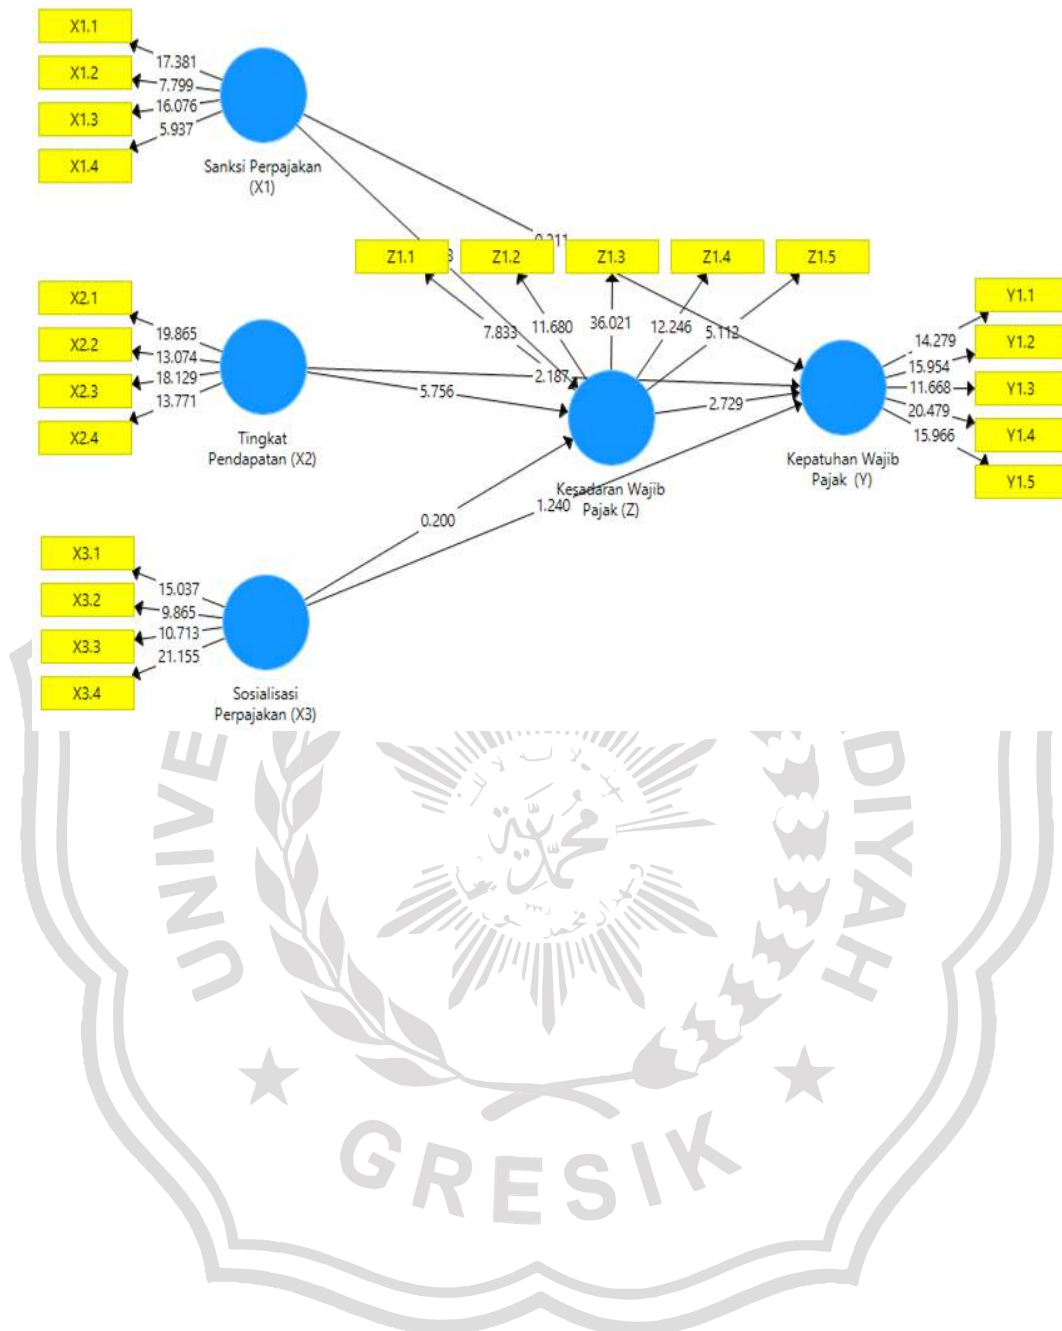 X1.1
17.381
X1.2
7.799
X1.3
16.076
5.937
X1.4
Sanksi Perpajakan
(X1)
Z1.1
Z1.2
Z1.3
Z1.4
Z1.5
7.833
11.680
36.021
12.246
5.112
X2.1
19.865
X2.2
13.074
X2.3
18.129
13.771
X2.4
Tingkat
Pendapatan (X2)
2.187
5.756
2.729
Kesadaran Wajib
Pajak (Z)
Y1.1
14.279
Y1.2
15.954
Y1.3
11.668
20.479
Y1.4
15.966
Y1.5
Kepatuhan Wajib
Pajak (Y)
1.240
0.200
X3.1
15.037
X3.2
9.865
X3.3
10.713
21.155
X3.4
Sosialisasi
Perpajakan (X3)
GRESIK